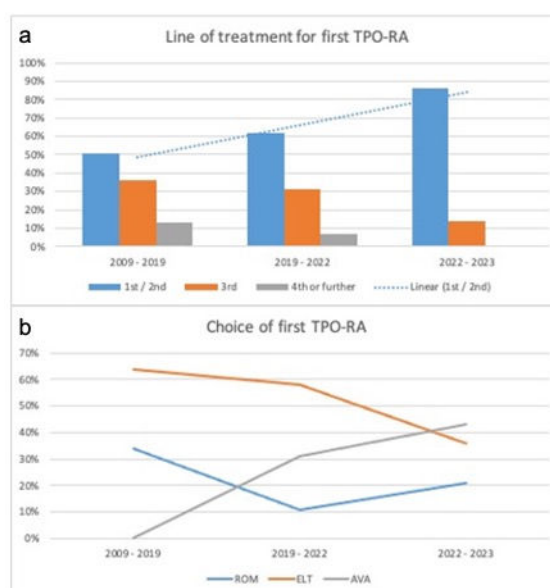 a
Line of treatment for first TPO-RA
100%
90%
80%
70%
60%
50%
40%
30%
20%
10%
0%
2009 - 2019 2019 - 2022 2022 - 2023
1st / 2nd 3rd 4th or further Linear (1st / 2nd)
b
Choice of first TPO-RA
70%
60%
50%
40%
30%
20%
10%
0%
2009 - 2019 2019 - 2022 2022 - 2023
ROM ELT AVA